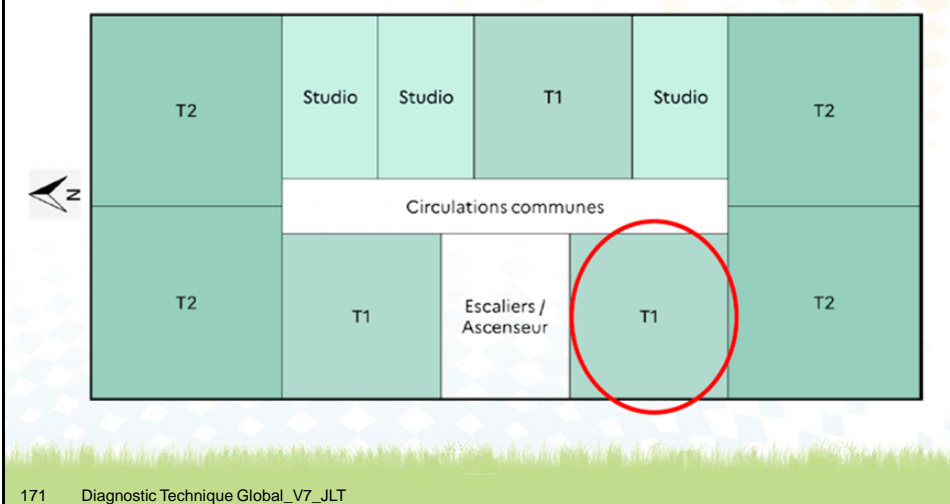 T2
Studio
Studio
T1
Studio
T2
N
Circulations communes
T2
T1
Escaliers /
Ascenseur
T1
T2
171 Diagnostic Technique Global_V7_JLT